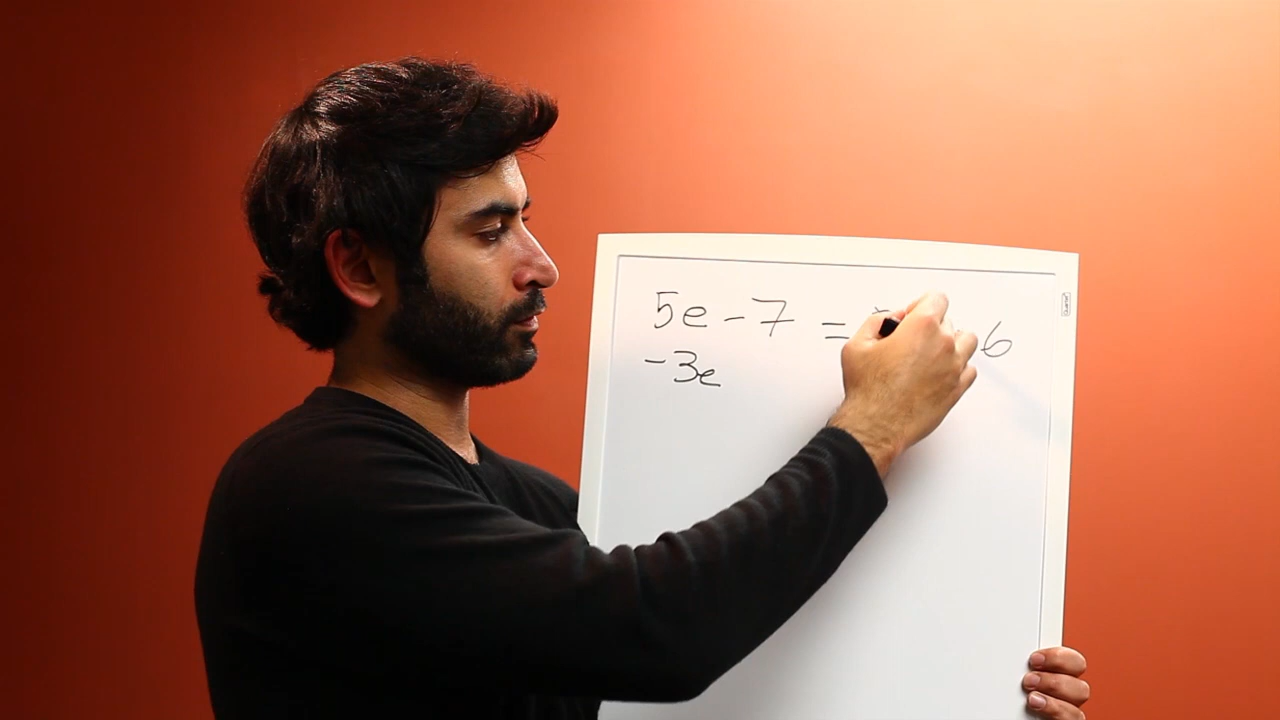 5e - 7 = 6
- 3e